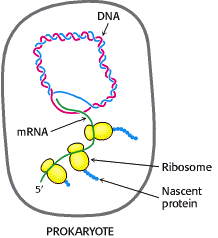 DNA
mRNA
Ribosome
Nascent
protein
5′
PROKARYOTE